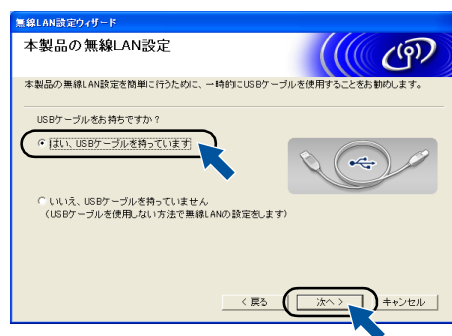 無線LAN設定ウィザード
本製品の無線LAN設定
本製品の無線LAN設定を簡単に行うために、一時的にUSBケーブルを使用することをお勧めします。
USBケーブルをお持ちですか？
はい、USBケーブルを持っています
いいえ、USBケーブルを持っていません
（USBケーブルを使用しない方法で無線LANの設定をします）
< 戻る 次へ > キャンセル